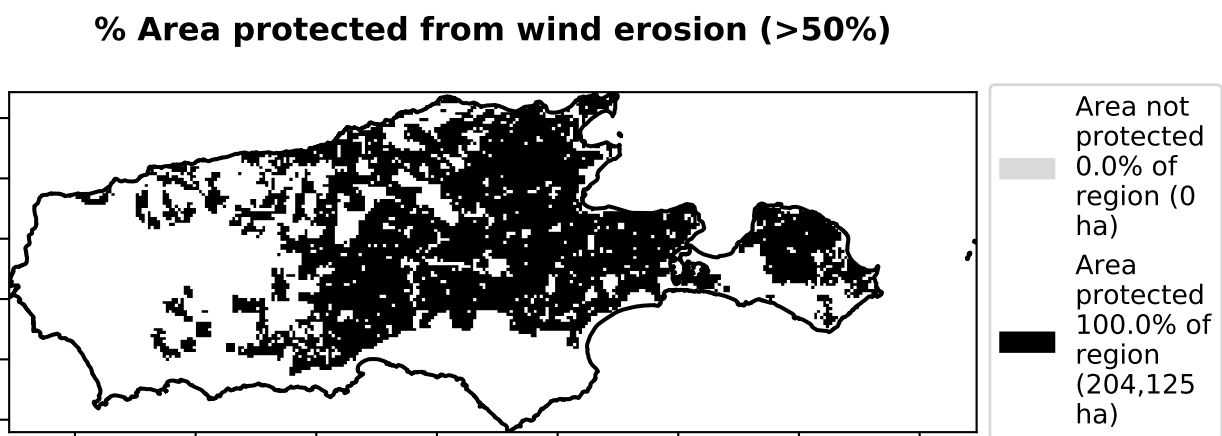 % Area protected from wind erosion (>50%)
Area not
protected
0.0% of
region (0
ha)
Area
protected
100.0% of
region
(204,125
ha)